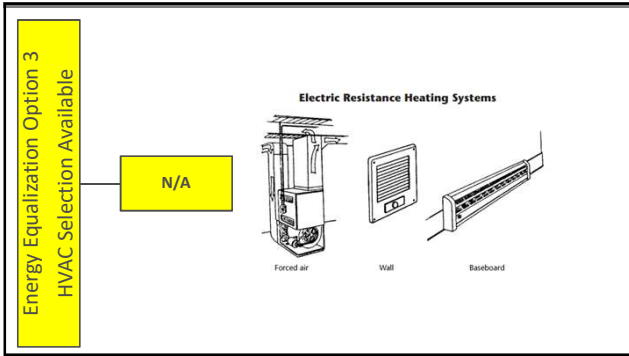 Energy Equalization Option 3
HVAC Selection Available
N/A
Electric Resistance Heating Systems
Forced air
Wall
Baseboard